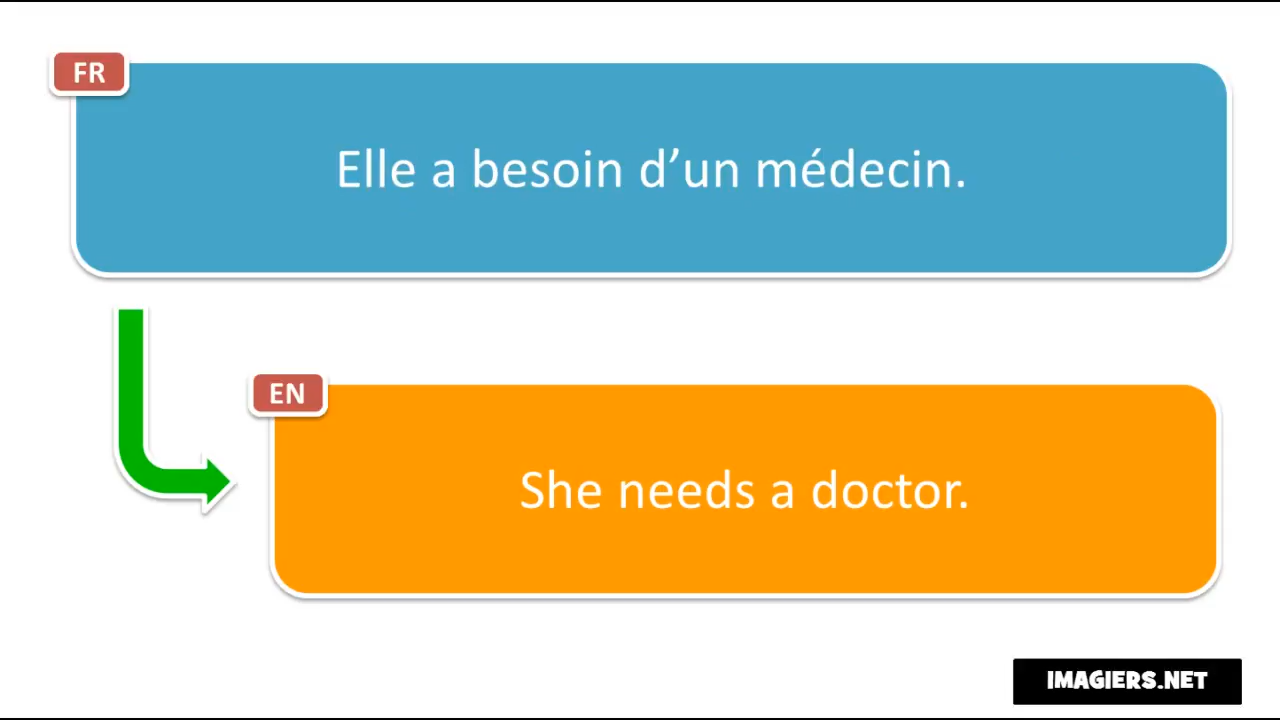 FR
Elle a besoin d’un médecin.
EN
She needs a doctor.
IMAGIERS.NET